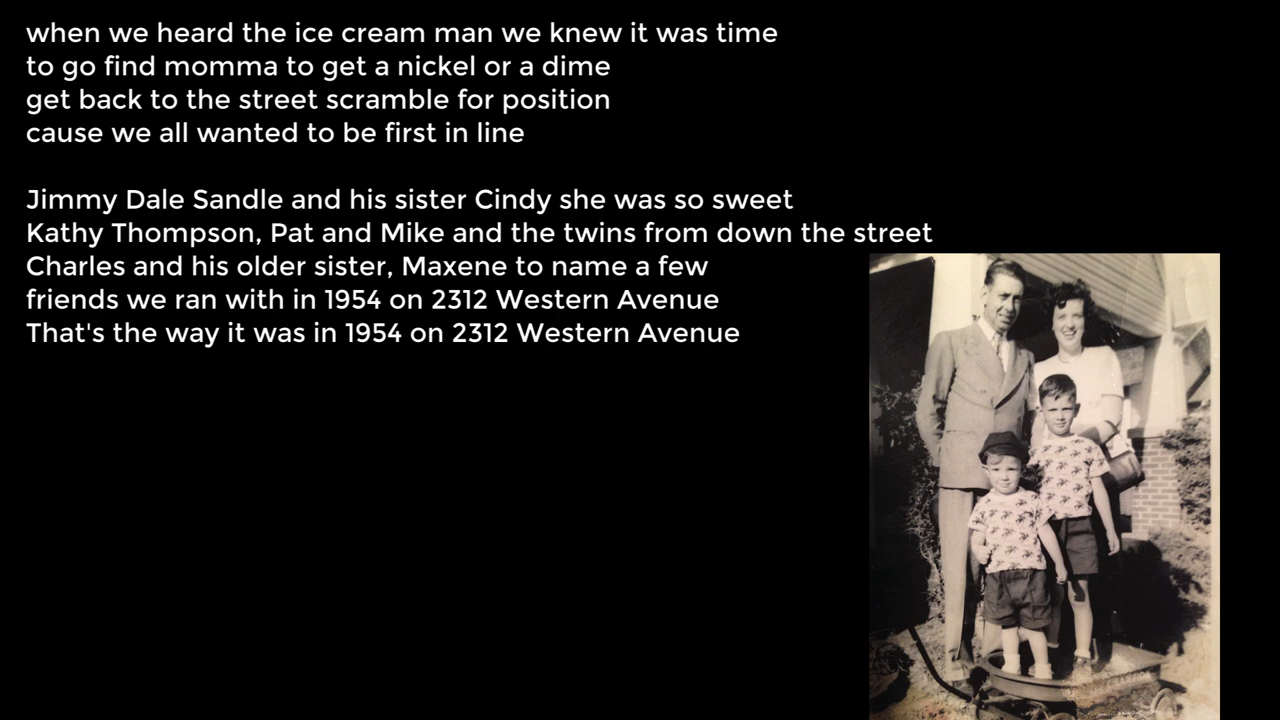 when we heard the ice cream man we knew it was time
to go find momma to get a nickel or a dime
get back to the street scramble for position
cause we all wanted to be first in line
Jimmy Dale Sandle and his sister Cindy she was so sweet
Kathy Thompson, Pat and Mike and the twins from down the street
Charles and his older sister, Maxene to name a few
friends we ran with in 1954 on 2312 Western Avenue
That's the way it was in 1954 on 2312 Western Avenue